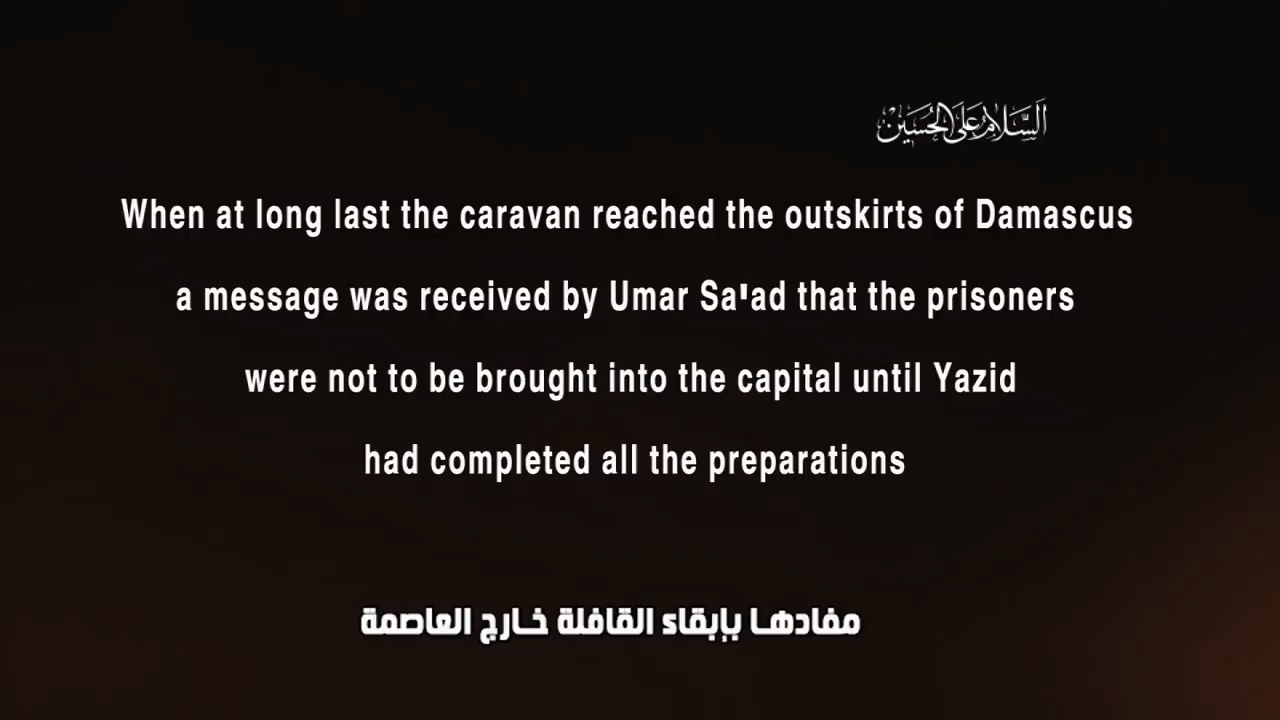 السلام على الحسين
When at long last the caravan reached the outskirts of Damascus
a message was received by Umar Sa'ad that the prisoners
were not to be brought into the capital until Yazid
had completed all the preparations
مفادها بإبقاء القافلة خارج العاصمة